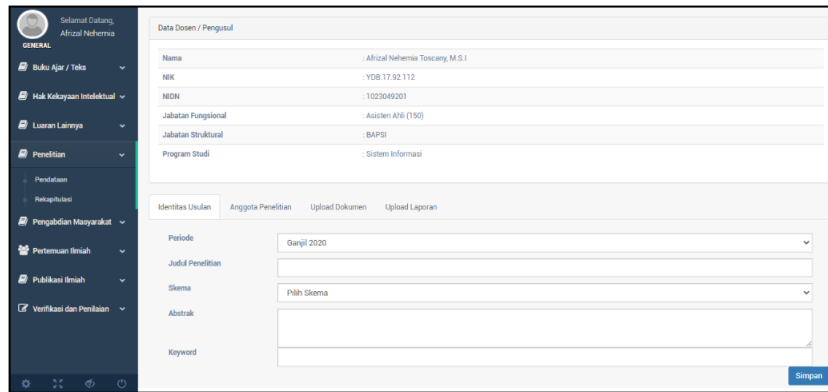 Selamat Datang,
Afrizal Nehemia
GENERAL
Buku Ajar / Teks
Hak Kekayaan Intelektual
Luaran Lainnya
Penelitian
Pendataan
Rekapitulasi
Pengabdian Masyarakat
Pertemuan Ilmiah
Publikasi Ilmiah
Verifikasi dan Penilaian
Data Dosen / Pengusul
Nama : Afrizal Nehemia Toscany, M.S.I
NIK : YDB.17.92.112
NIDN : 1023049201
Jabatan Fungsional : Asisten Ahli (150)
Jabatan Struktural : BAPSI
Program Studi : Sistem Informasi
Identitas Usulan Anggota Penelitian Upload Dokumen Upload Laporan
Periode Ganjil 2020
Judul Penelitian
Skema Pilih Skema
Abstrak
Keyword
Simpan